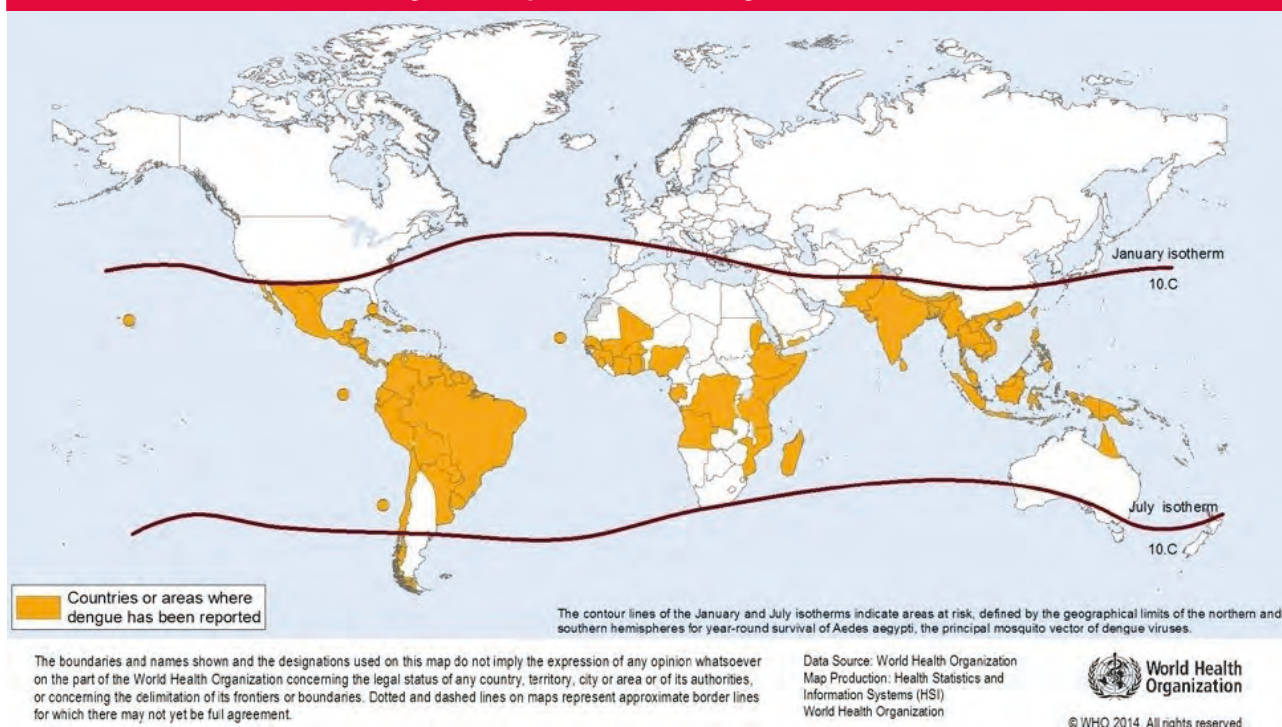 January isotherm
10.C
July isotherm
10.C
Countries or areas where
dengue has been reported
The contour lines of the January and July isotherms indicate areas at risk, defined by the geographical limits of the northern and
southern hemispheres for year-round survival of Aedes aegypti, the principal mosquito vector of dengue viruses.
The boundaries and names shown and the designations used on this map do not imply the expression of any opinion whatsoever
on the part of the World Health Organization concerning the legal status of any country, territory, city or area or of its authorities,
or concerning the delimitation of its frontiers or boundaries. Dotted and dashed lines on maps represent approximate border lines
for which there may not yet be full agreement.
Data Source: World Health Organization
Map Production: Health Statistics and
Information Systems (HSI)
World Health Organization
World Health
Organization
© WHO 2014. All rights reserved